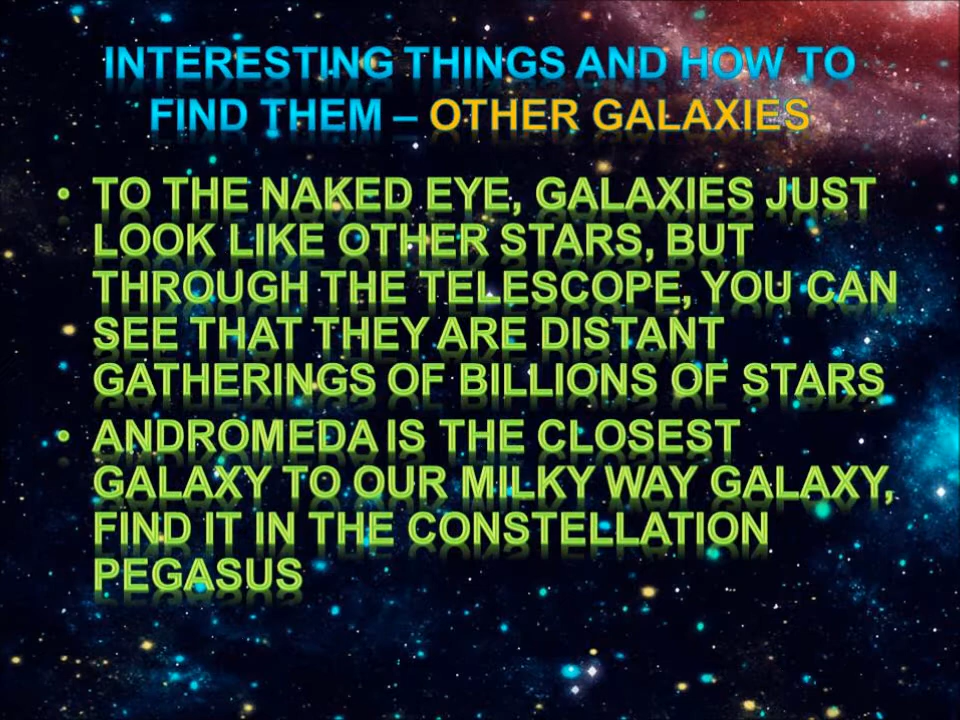 INTERESTING THINGS AND HOW TO
FIND THEM – OTHER GALAXIES
• TO THE NAKED EYE, GALAXIES JUST
LOOK LIKE OTHER STARS, BUT
THROUGH THE TELESCOPE, YOU CAN
SEE THAT THEY ARE DISTANT
GATHERINGS OF BILLIONS OF STARS
• ANDROMEDA IS THE CLOSEST
GALAXY TO OUR MILKY WAY GALAXY,
FIND IT IN THE CONSTELLATION
PEGASUS